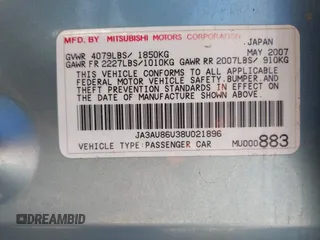 MFD. BY MITSUBISHI MOTORS CORPORATION, JAPAN
GVWR 4079LBS/ 1850KG MAY 2007
GAWR FR 2227LBS/1010KG GAWR RR 2007LBS/ 910KG
THIS VEHICLE CONFORMS TO ALL APPLICABLE
FEDERAL MOTOR VEHICLE SAFETY,BUMPER,AND
THEFT PREVENTION STANDARDS IN EFFECT ON
THE DATE OF MANUFACTURE SHOWN ABOVE.
JA3AU86U38U021896
VEHICLE TYPE:PASSENGER CAR MU000883
DREAMBID